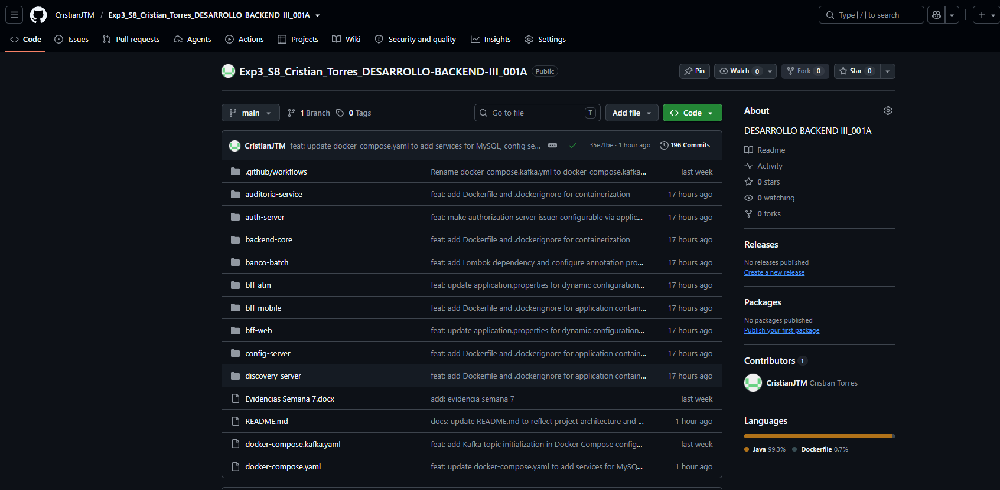 CristianJTM / Exp3_S8_Cristian_Torres_DESARROLLO-BACKEND-III_001A
Type / to search
Code Issues Pull requests Agents Actions Projects Wiki Security and quality Insights Settings
Exp3_S8_Cristian_Torres_DESARROLLO-BACKEND-III_001A Public
Pin Watch 0 Fork 0 Star 0
main 1 Branch 0 Tags Go to file T Add file Code
CristianJTM feat: update docker-compose.yaml to add services for MySQL, config se... 35e7fbe · 1 hour ago 196 Commits
.github/workflows Rename docker-compose.kafka.yml to docker-compose.kafka... last week
auditoria-service feat: add Dockerfile and .dockerignore for containerization 17 hours ago
auth-server feat: make authorization server issuer configurable via applic... 17 hours ago
backend-core feat: add Dockerfile and .dockerignore for containerization 17 hours ago
banco-batch feat: add Lombok dependency and configure annotation pro... 17 hours ago
bff-atm feat: update application.properties for dynamic configuration... 17 hours ago
bff-mobile feat: add Dockerfile and .dockerignore for application contain... 17 hours ago
bff-web feat: update application.properties for dynamic configuration... 17 hours ago
config-server feat: add Dockerfile and .dockerignore for application contain... 17 hours ago
discovery-server feat: add Dockerfile and .dockerignore for application contain... 17 hours ago
Evidencias Semana 7.docx add: evidencia semana 7 last week
README.md docs: update README.md to reflect project architecture and ... 1 hour ago
docker-compose.kafka.yaml feat: add Kafka topic initialization in Docker Compose config... last week
docker-compose.yaml feat: update docker-compose.yaml to add services for MySQ... 1 hour ago
About
DESARROLLO BACKEND III_001A
Readme
Activity
0 stars
0 watching
0 forks
Releases
No releases published
Create a new release
Packages
No packages published
Publish your first package
Contributors 1
CristianJTM Cristian Torres
Languages
Java 99.3% Dockerfile 0.7%